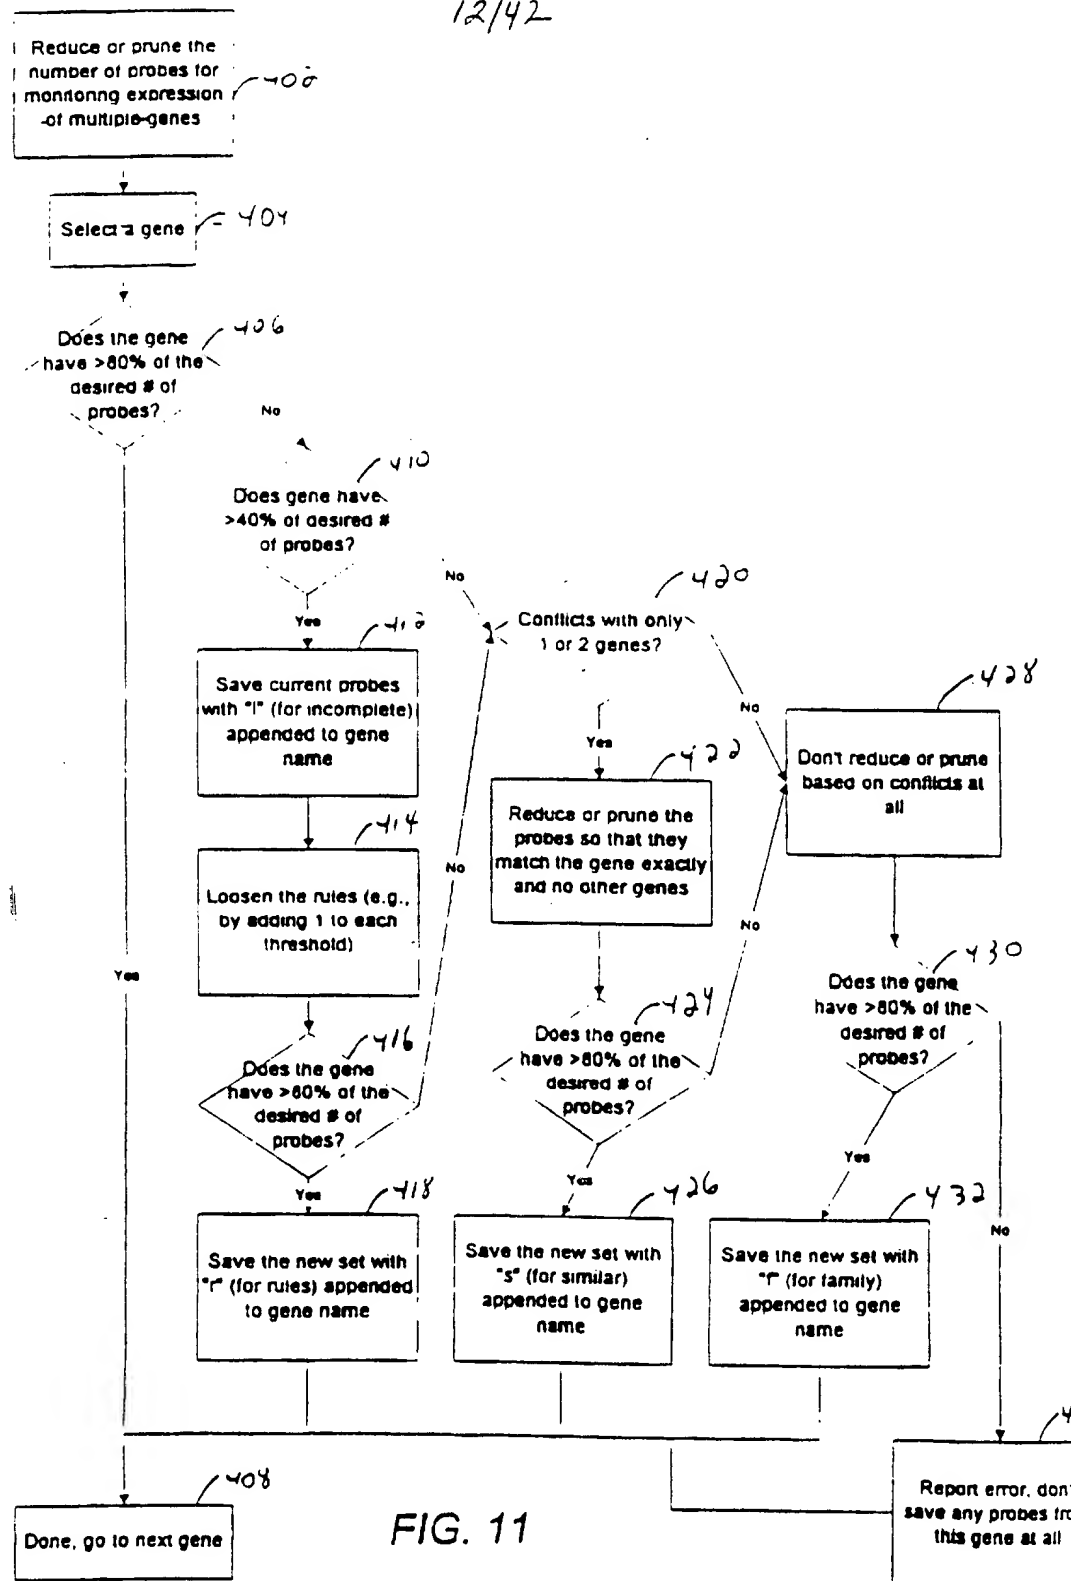 12/42
Reduce or prune the
number of probes for
monitoring expression
of multiple genes
Select a gene
404
Does the gene
have >80% of the
desired # of
probes?
406
No
410
Does gene have
>40% of desired #
of probes?
No
420
Conflicts with only
1 or 2 genes?
Yes
412
Save current probes
with "I" (for incomplete)
appended to gene
name
No
428
Don't reduce or prune
based on conflicts at
all
Yes
422
Reduce or prune the
probes so that they
match the gene exactly
and no other genes
414
Loosen the rules (e.g.,
by adding 1 to each
threshold)
No
No
Yes
430
Does the gene
have >80% of the
desired # of
probes?
416
Does the gene
have >80% of the
desired # of
probes?
424
Does the gene
have >80% of the
desired # of
probes?
Yes
Yes
Yes
418
Save the new set with
"r" (for rules) appended
to gene name
426
Save the new set with
"s" (for similar)
appended to gene
name
432
Save the new set with
"f" (for family)
appended to gene
name
No
408
Done, go to next gene
Report error, don't
save any probes
this gene at all
FIG. 11